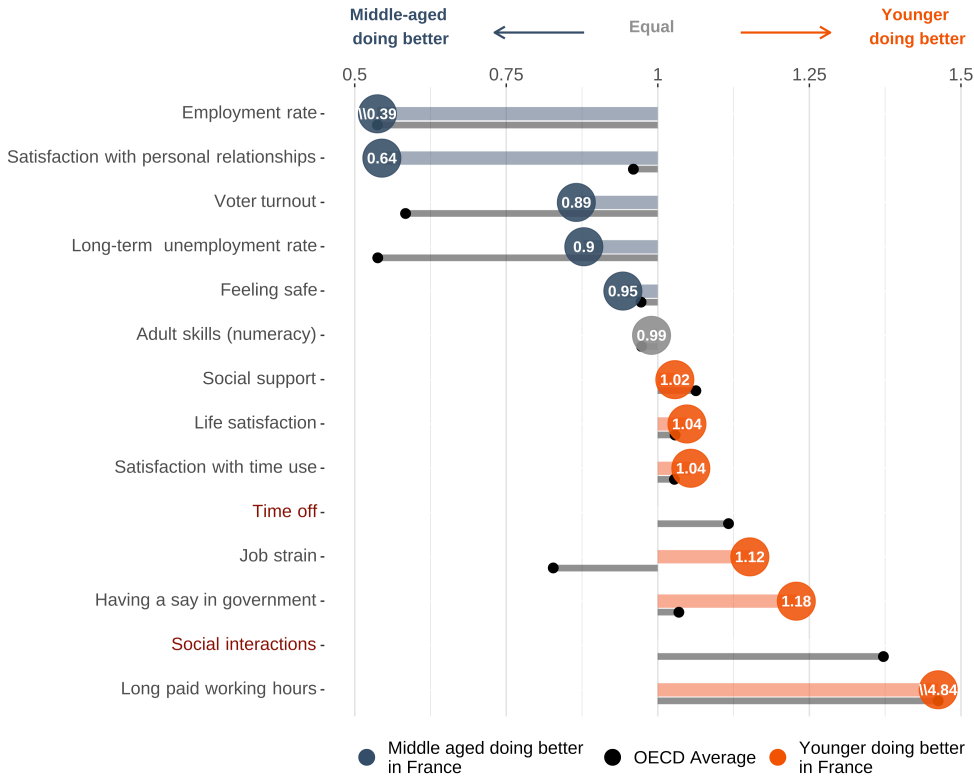 Middle-aged
doing better
Equal
Younger
doing better
0.5 0.75 1 1.25 1.5
Employment rate \\0.39
Satisfaction with personal relationships 0.64
Voter turnout 0.89
Long-term  unemployment rate 0.9
Feeling safe 0.95
Adult skills (numeracy) 0.99
Social support 1.02
Life satisfaction 1.04
Satisfaction with time use 1.04
Time off
Job strain 1.12
Having a say in government 1.18
Social interactions
Long paid working hours \\4.84
Middle aged doing better
in France
OECD Average
Younger doing better
in France